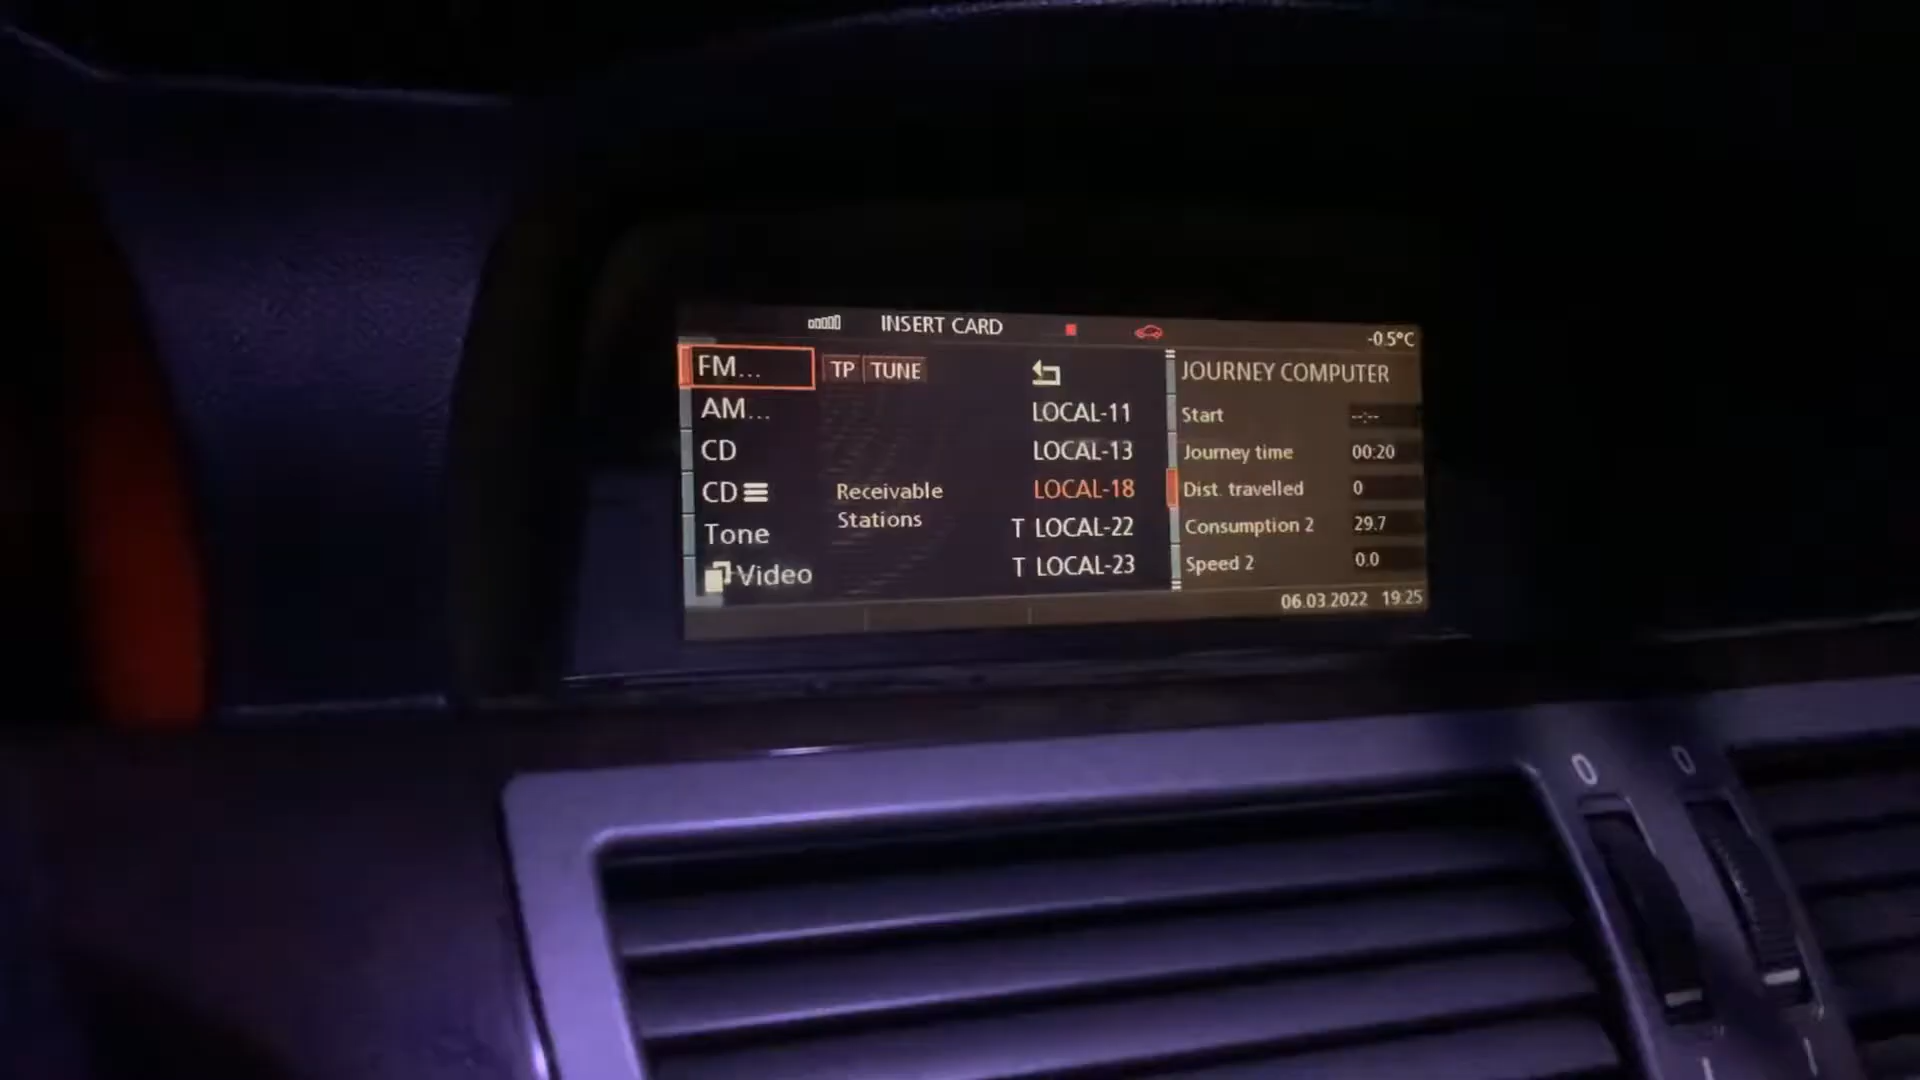 INSERT CARD
-0.5°C
FM...
TP TUNE
JOURNEY COMPUTER
AM...
LOCAL-11
Start --:--
CD
LOCAL-13
Journey time 00:20
CD
Receivable
Stations
LOCAL-18
Dist. travelled 0
Tone
T LOCAL-22
Consumption 2 29.7
Video
T LOCAL-23
Speed 2 0.0
06.03.2022 19:25
0 0